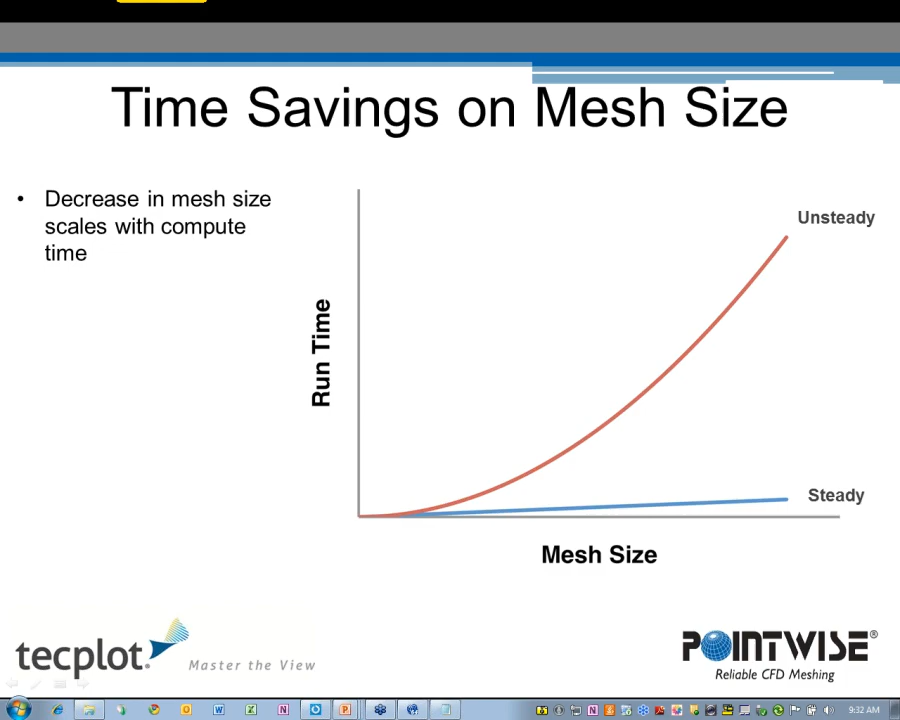 Time Savings on Mesh Size
• Decrease in mesh size
scales with compute
time
Unsteady
Run Time
Steady
Mesh Size
tecplot.
Master the View
POINTWISE®
Reliable CFD Meshing
9:32 AM